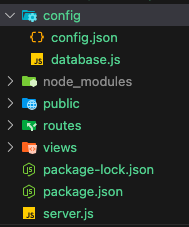 config
config.json
database.js
node_modules
public
routes
views
package-lock.json
package.json
server.js